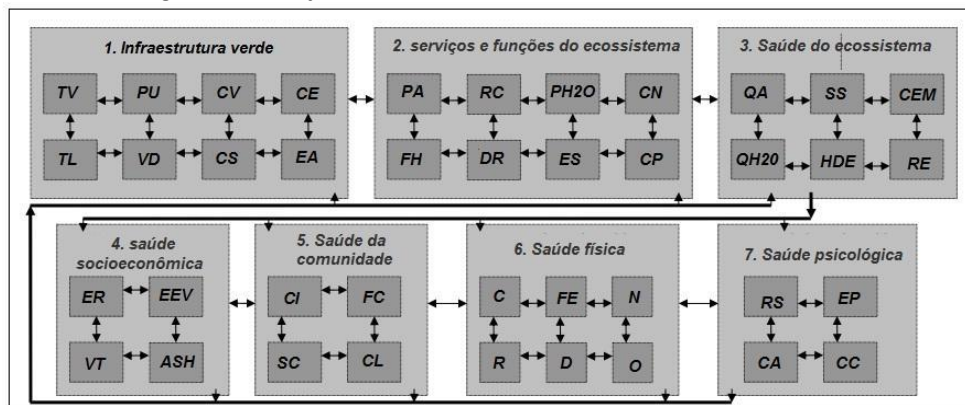 1. Infraestrutura verde
TV PU CV CE
TL VD CS EA
2. serviços e funções do ecossistema
PA RC PH2O CN
FH DR ES CP
3. Saúde do ecossistema
QA SS CEM
QH20 HDE RE
4. saúde
socioeconômica
ER EEV
VT ASH
5. Saúde da
comunidade
CI FC
SC CL
6. Saúde física
C FE N
R D O
7. Saúde psicológica
RS EP
CA CC